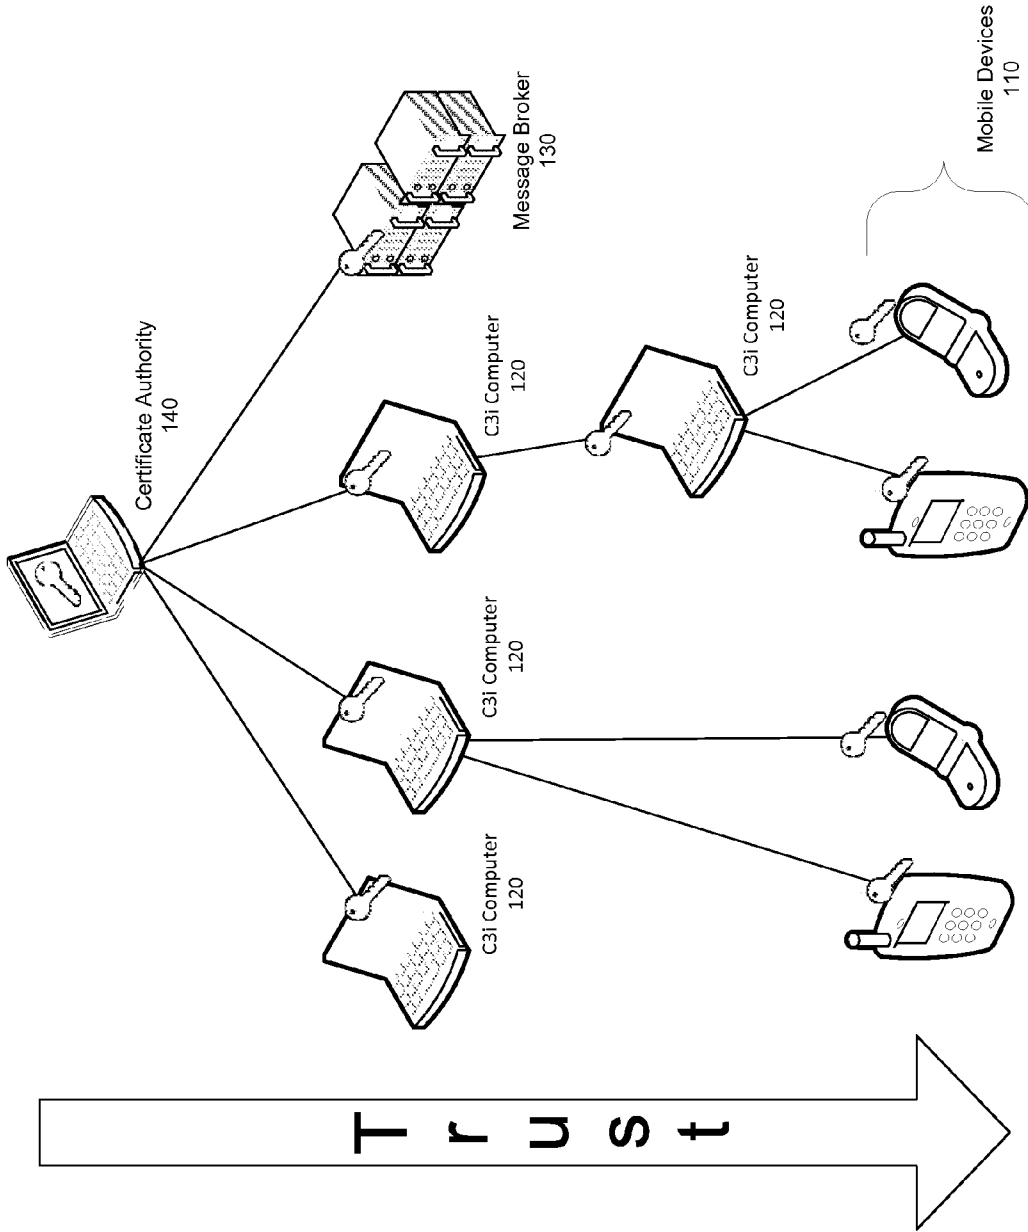 Certificate Authority
140
Message Broker
130
C3i Computer
120
C3i Computer
120
C3i Computer
120
C3i Computer
120
Mobile Devices
110
Trust